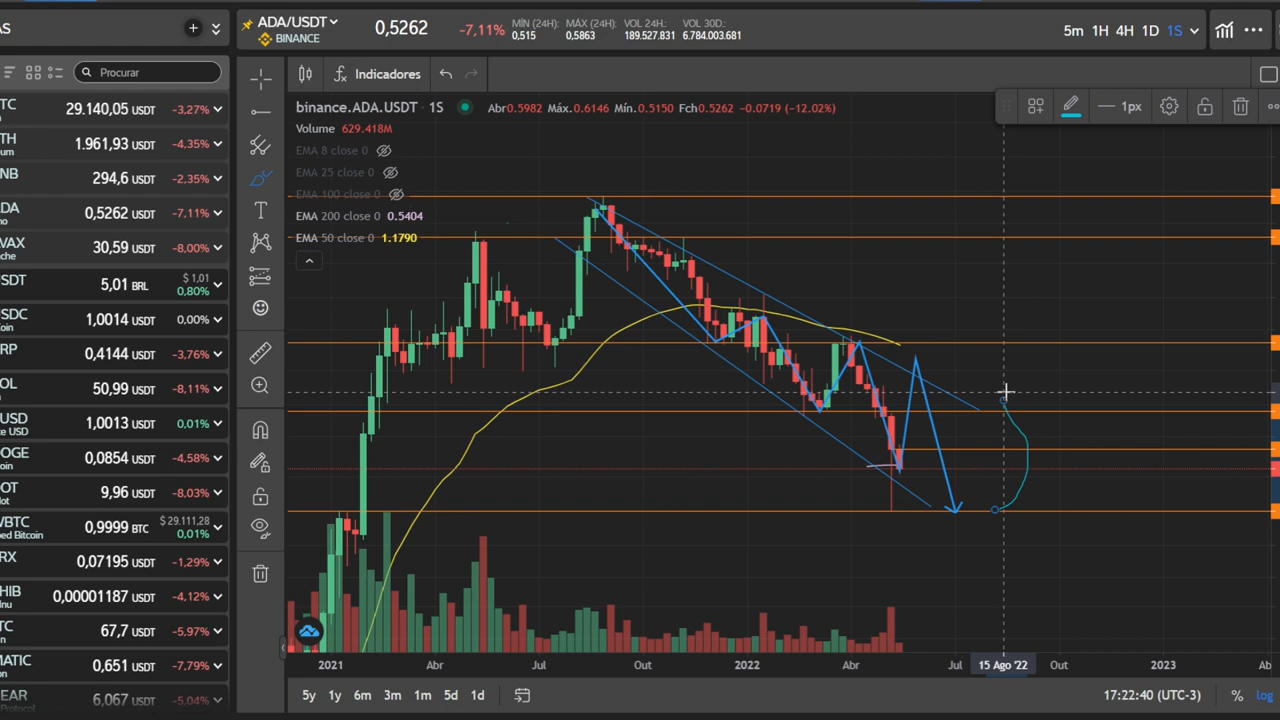 AS
ADA/USDT
BINANCE
0,5262
-7,11%
MÍN (24H): 0,515
MÁX (24H): 0,5863
VOL 24H: 189.527.831
VOL 30D: 6.784.003.681
5m 1H 4H 1D 1S
Procurar
Indicadores
binance.ADA.USDT · 1S
Abr0.5982 Máx.0.6146 Mín.0.5150 Fch0.5262 -0.0719 (-12.02%)
1px
Volume 629.418M
EMA 8 close 0
EMA 25 close 0
EMA 100 close 0
EMA 200 close 0 0.5404
EMA 50 close 0 1.1790
TC 29.140,05 USDT -3,27%
TH 1.961,93 USDT -4,35%
um
NB 294,6 USDT -2,35%
DA 0,5262 USDT -7,11%
no
VAX 30,59 USDT -8,00%
che
SDT 5,01 BRL $ 1,01 0,80%
SDC 1,0014 USDT 0,00%
oin
RP 0,4144 USDT -3,76%
OL 50,99 USDT -8,11%
USD 1,0013 USDT 0,01%
OGE 0,0854 USDT -4,58%
oin
OT 9,96 USDT -8,03%
WBTC 0,9999 BTC $ 29.111,28 0,01%
ed Bitcoin
RX 0,07195 USDT -1,29%
HIB 0,00001187 USDT -4,12%
Inu
TC 67,7 USDT -5,97%
MATIC 0,651 USDT -7,79%
EAR 6,067 USDT -5,04%
Protocol
2021 Abr Jul Out 2022 Abr Jul 15 Ago '22 Out 2023 Ab
5y 1y 6m 3m 1m 5d 1d
17:22:40 (UTC-3) % log